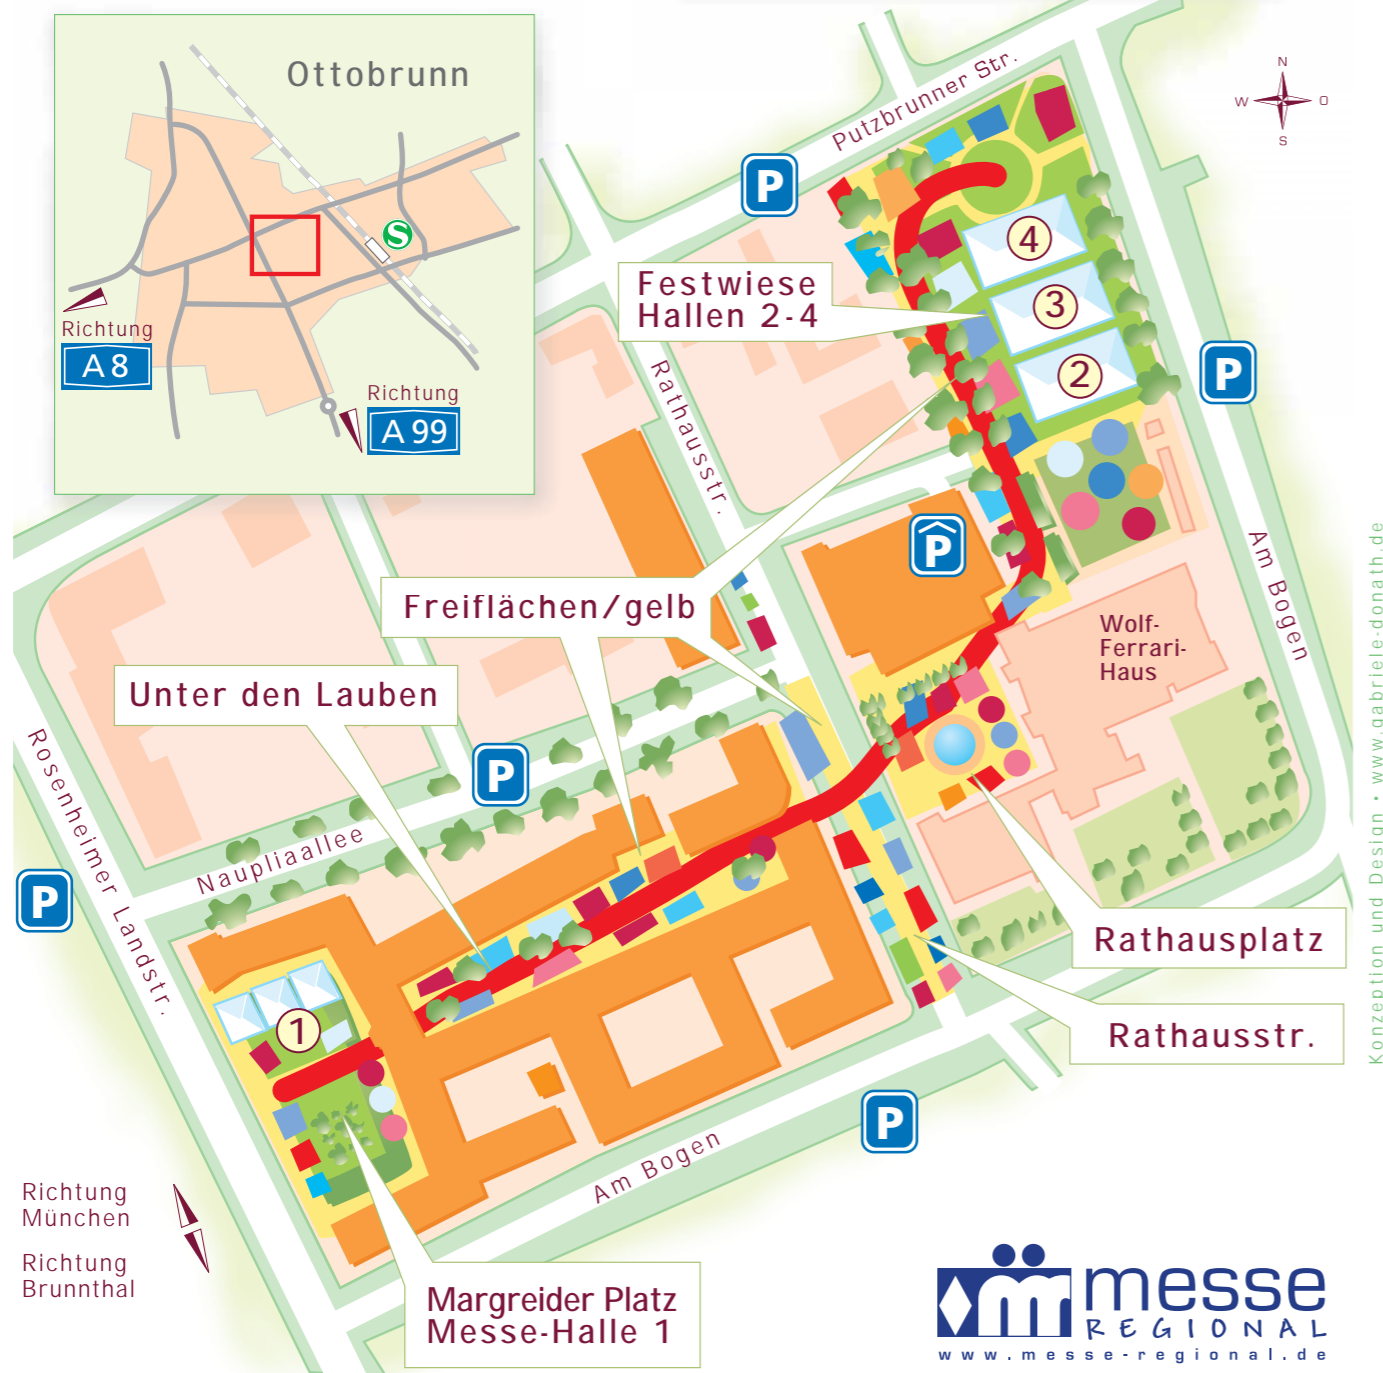 Ottobrunn
S
Richtung
A 8
Richtung
A 99
N
W
O
S
Putzbrunner Str.
P
Festwiese
Hallen 2-4
4
3
2
P
Rathausstr.
P
Am Bogen
Freiflächen/gelb
Wolf-
Ferrari-
Haus
Unter den Lauben
P
Rosenheimer Landstr.
Naupliaallee
P
Rathausplatz
Rathausstr.
1
P
Am Bogen
Richtung
München
Richtung
Brunnthal
Margreider Platz
Messe-Halle 1
messe
REGIONAL
www.messe-regional.de
Konzeption und Design • www.gabriele-donath.de